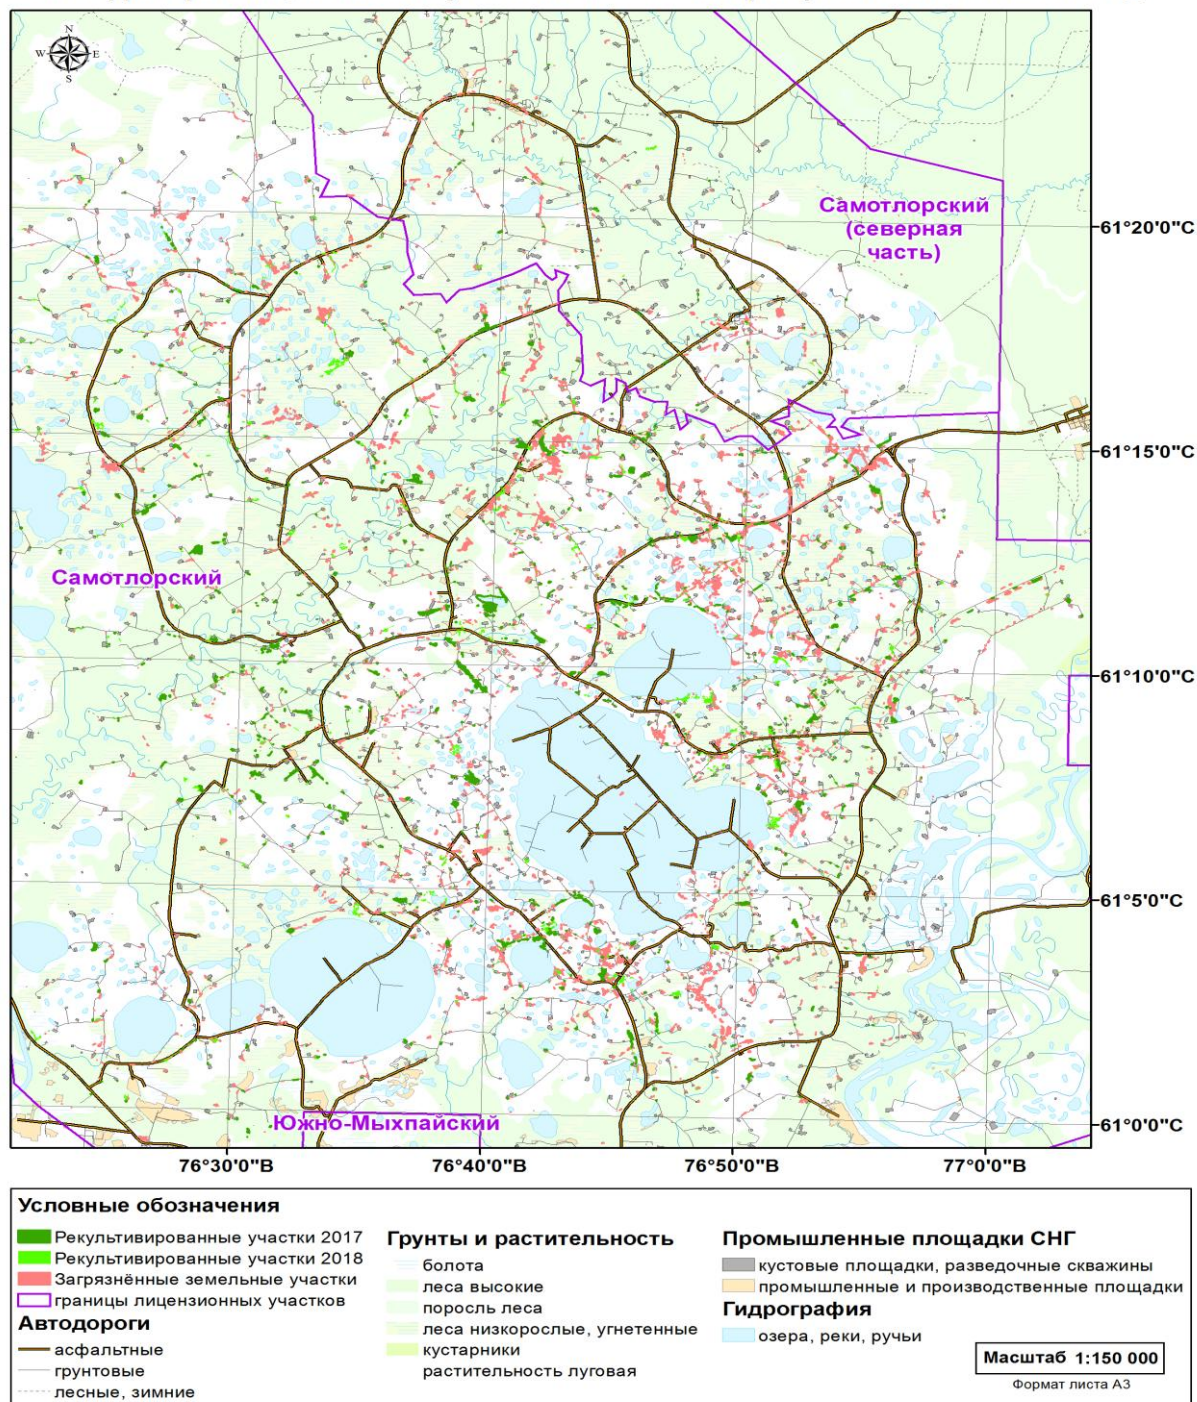 N
W E
S
Самотлорский
(северная
часть)
61°20'0"С
61°15'0"С
Самотлорский
61°10'0"С
61°5'0"С
Южно-Мыхпайский
61°0'0"С
76°30'0"В 76°40'0"В 76°50'0"В 77°0'0"В
Условные обозначения
Рекультивированные участки 2017
Рекультивированные участки 2018
Загрязнённые земельные участки
границы лицензионных участков
Автодороги
асфальтные
грунтовые
лесные, зимние
Грунты и растительность
болота
леса высокие
поросль леса
леса низкорослые, угнетенные
кустарники
растительность луговая
Промышленные площадки СНГ
кустовые площадки, разведочные скважины
промышленные и производственные площадки
Гидрография
озера, реки, ручьи
Масштаб 1:150 000
Формат листа А3